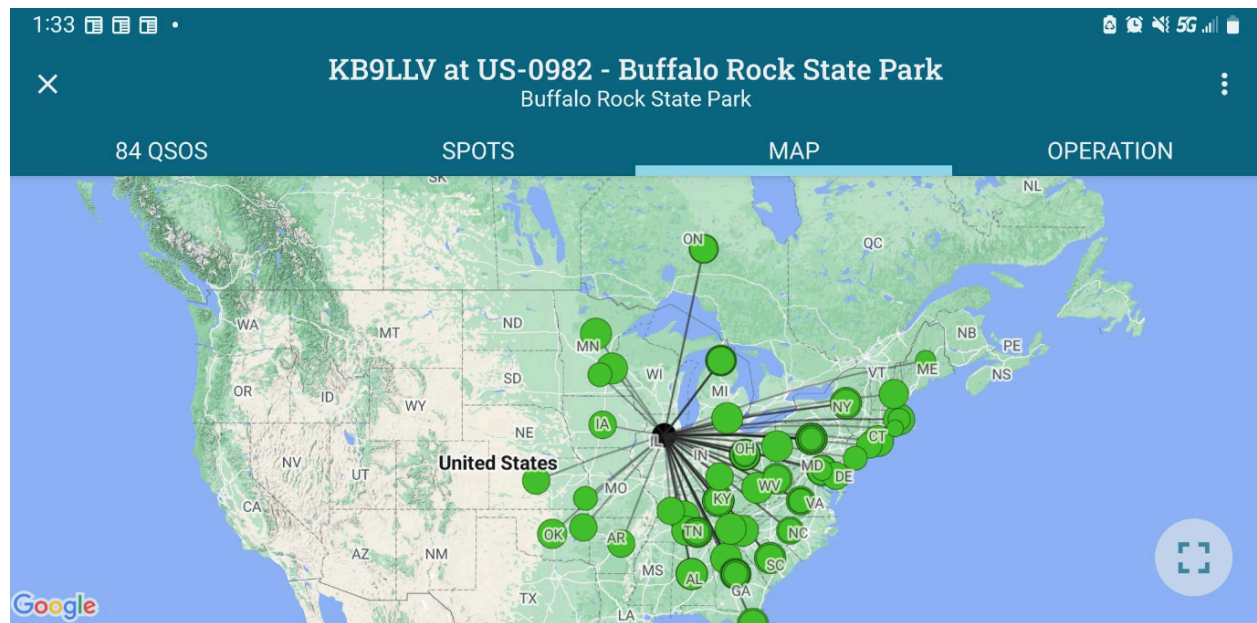 1:33
5G
KB9LLV at US-0982 - Buffalo Rock State Park
Buffalo Rock State Park
84 QSOS
SPOTS
MAP
OPERATION
SK
NL
ON
QC
WA
MT
ND
MN
NB
PE
OR
ID
WY
SD
WI
MI
VT
ME
NS
NY
IA
NE
IL
IN
OH
CT
NV
UT
United States
MO
MD
DE
WV
CA
KY
VA
OK
AR
TN
NC
AZ
NM
MS
AL
SC
GA
TX
LA
Google